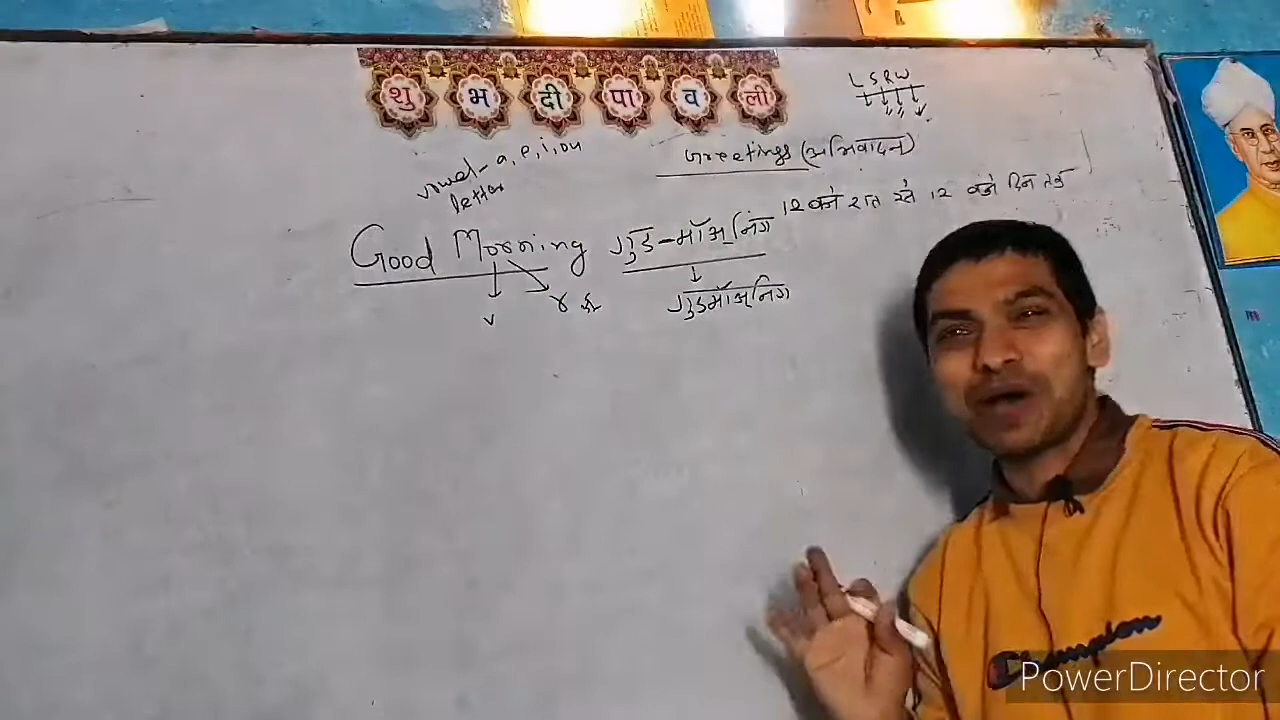 शु भ दी पा व ली
L S R W
Greetings (अभिवादन)
vowel - a, e, i, o u
letter
12 बजे रात से 12 बजे दिन तक
Good Morning गुड-मॉअ्निंग
गुडमॉअ्निंग
v
r का
Champion
PowerDirector